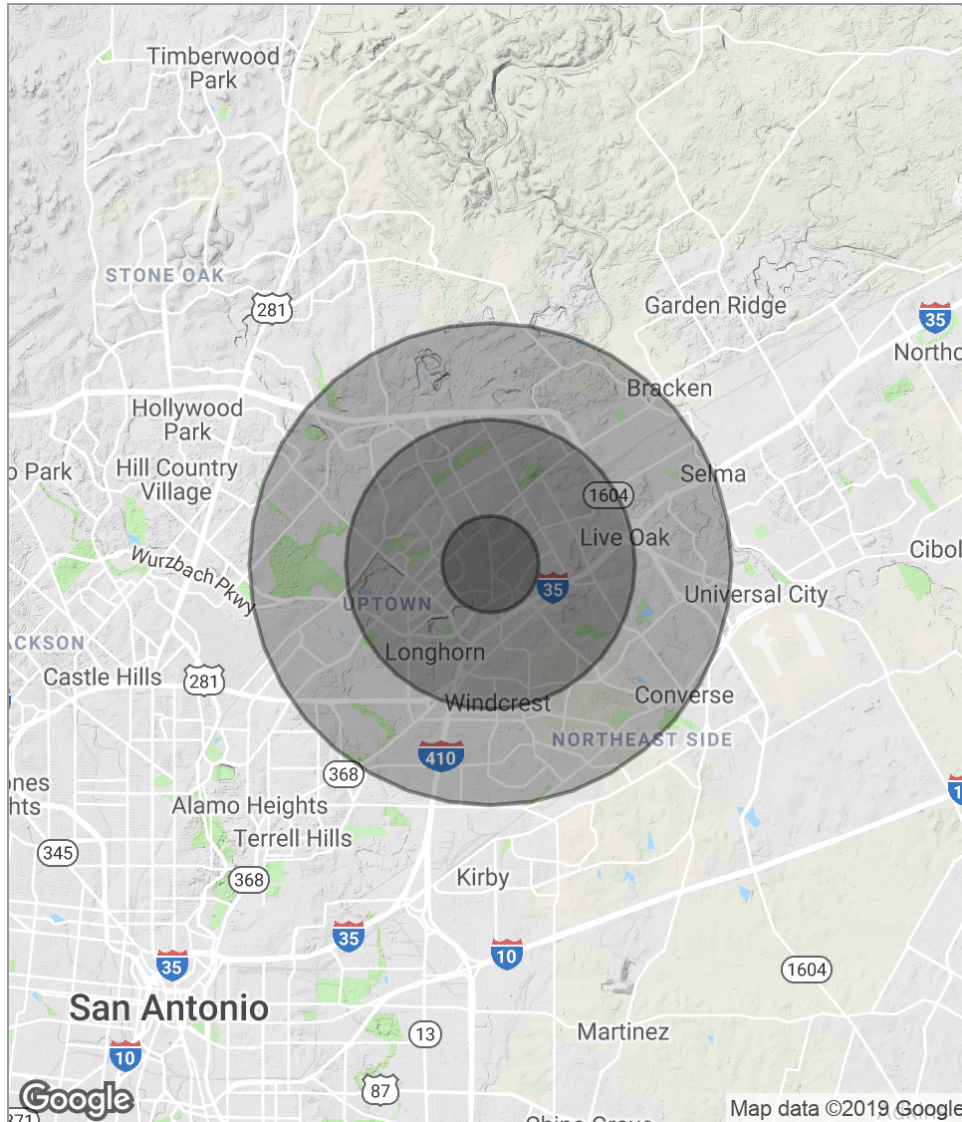 Timberwood
Park
STONE OAK
281
Garden Ridge
35
Northc
Bracken
Hollywood
Park
Park
Hill Country
Village
Selma
1604
Live Oak
Cibol
Wurzbach Pkwy
35
Universal City
UPTOWN
ACKSON
Longhorn
Castle Hills
281
Windcrest
Converse
NORTHEAST SIDE
410
368
ones
hts
Alamo Heights
Terrell Hills
345
368
Kirby
35
10
35
1604
San Antonio
13
Martinez
10
87
Google
371
Map data ©2019 Google